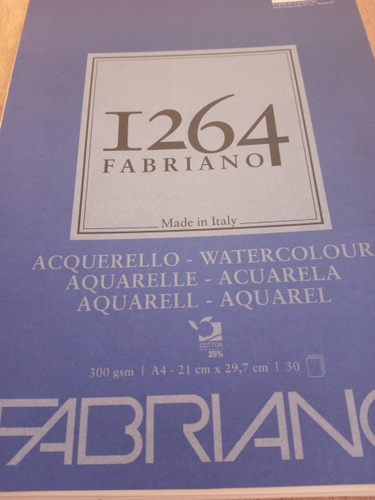 1264
FABRIANO
Made in Italy
ACQUERELLO - WATERCOLOUR
AQUARELLE - ACUARELA
AQUARELL - AQUAREL
COTTON
25%
300 gsm | A4 - 21 cm x 29,7 cm | 30
FABRIANO